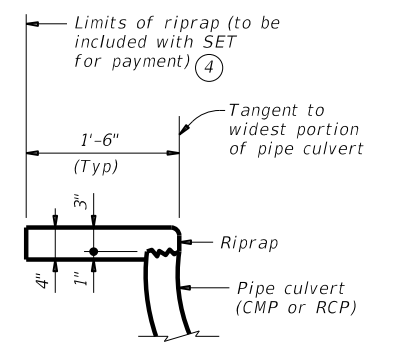 Limits of riprap (to be
included with SET
for payment) 4
Tangent to
widest portion
of pipe culvert
1'-6"
(Typ)
3"
Riprap
4"
1"
Pipe culvert
(CMP or RCP)